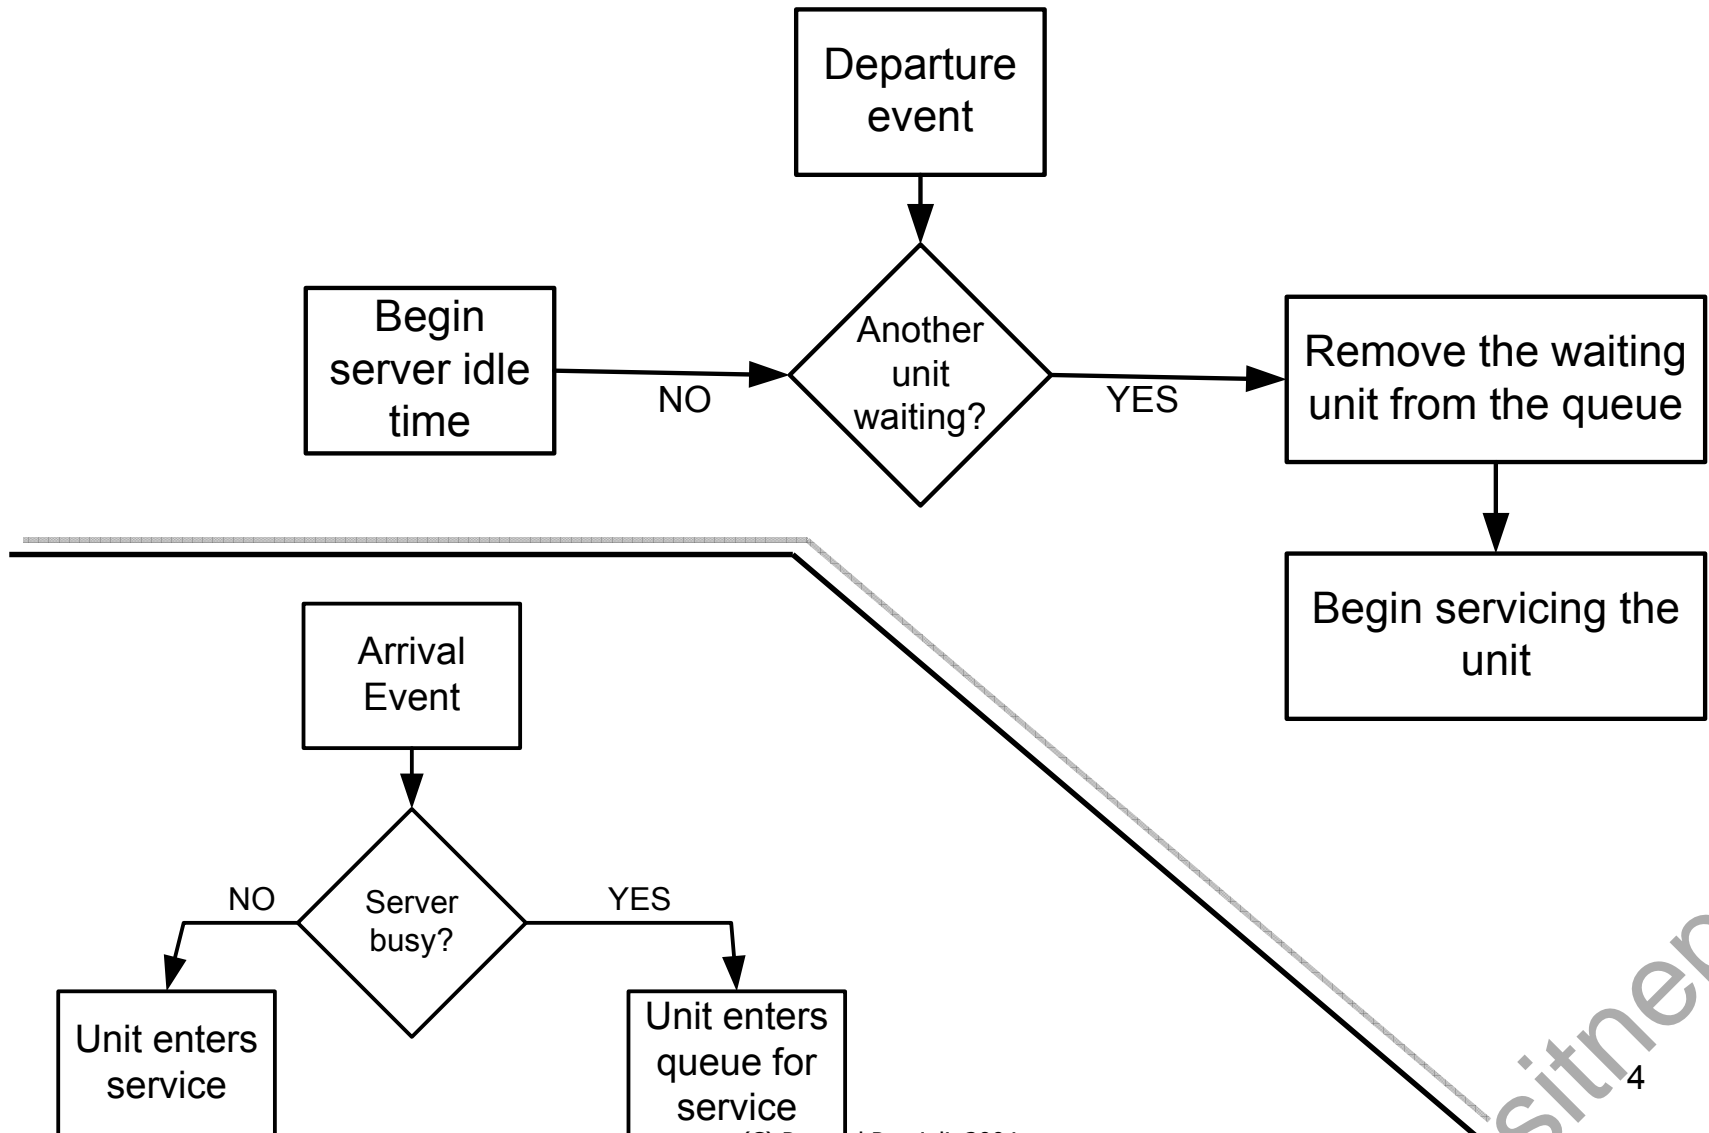 Departure
event
Begin
server idle
time
NO
Another
unit
waiting?
YES
Remove the waiting
unit from the queue
Begin servicing the
unit
Arrival
Event
NO
Server
busy?
YES
Unit enters
service
Unit enters
queue for
service
4